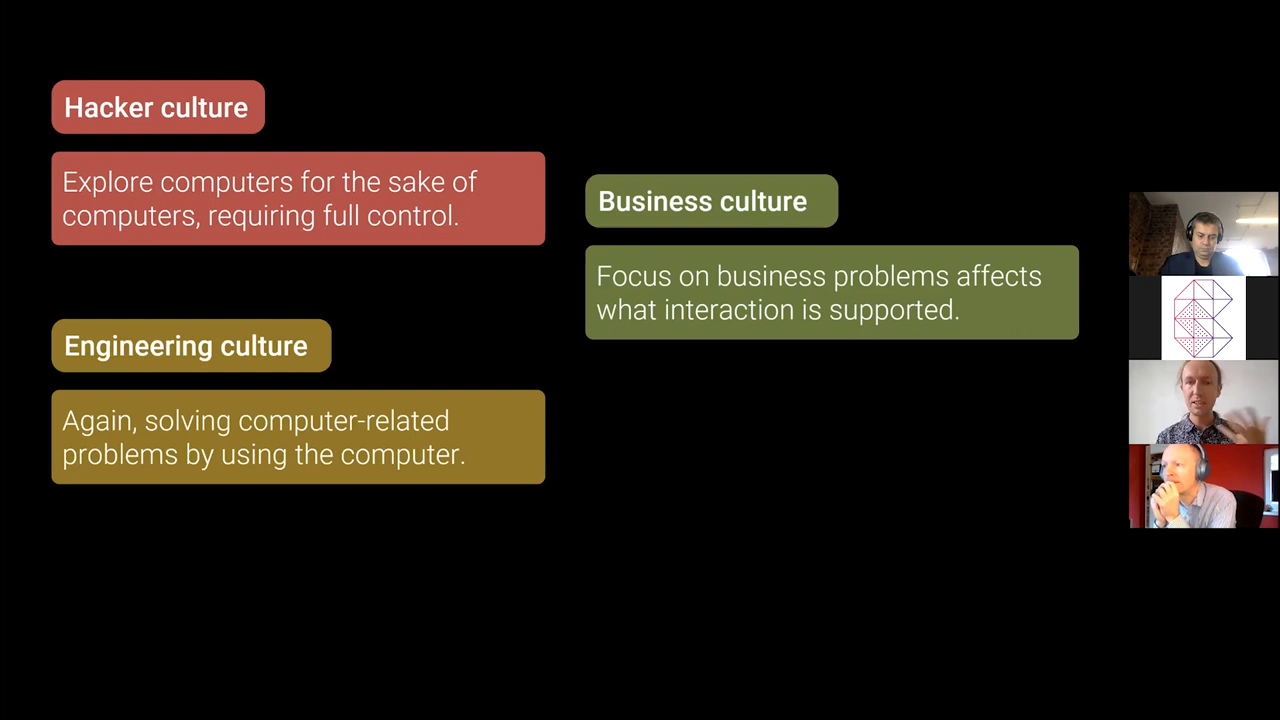 Hacker culture
Explore computers for the sake of
computers, requiring full control.
Engineering culture
Again, solving computer-related
problems by using the computer.
Business culture
Focus on business problems affects
what interaction is supported.